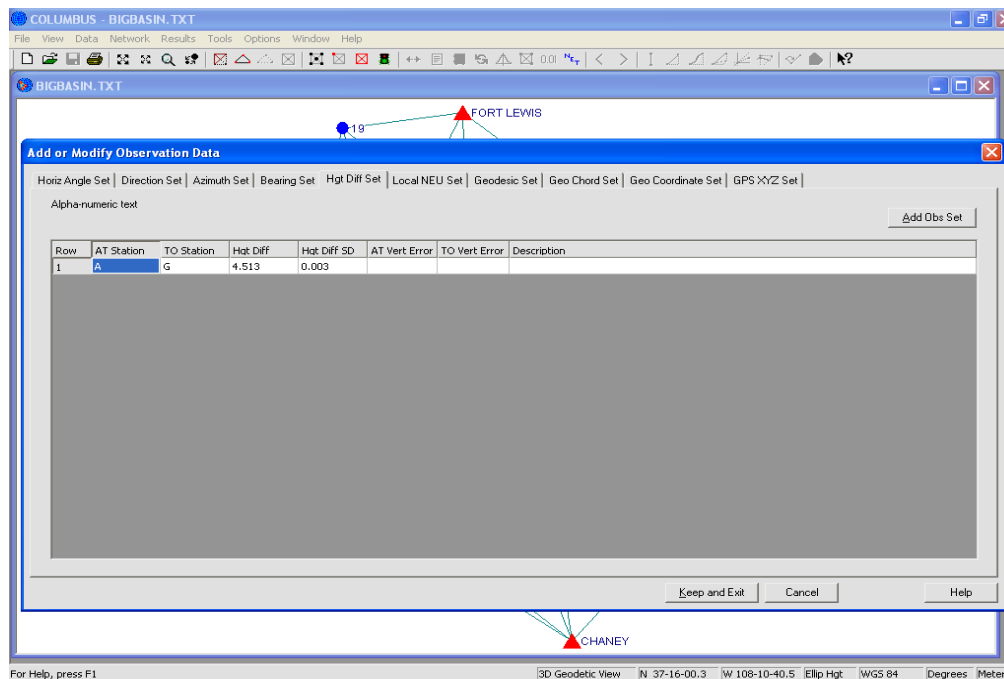 COLUMBUS - BIGBASIN.TXT
File View Data Network Results Tools Options Window Help
BIGBASIN.TXT
FORT LEWIS
19
Add or Modify Observation Data
Horiz Angle Set Direction Set Azimuth Set Bearing Set Hgt Diff Set Local NEU Set Geodesic Set Geo Chord Set Geo Coordinate Set GPS XYZ Set
Alpha-numeric text
Add Obs Set
Row AT Station TO Station Hgt Diff Hgt Diff SD AT Vert Error TO Vert Error Description
1 A G 4.513 0.003
Keep and Exit Cancel Help
CHANEY
For Help, press F1 3D Geodetic View N 37-16-00.3 W 108-10-40.5 Ellip Hgt WGS 84 Degrees Meter